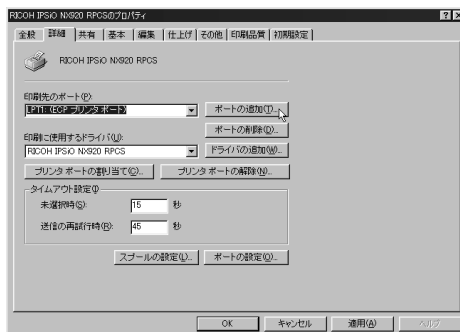 RICOH IPSiO NX920 RPCSのプロパティ
全般 詳細 共有 基本 編集 仕上げ その他 印刷品質 初期設定
RICOH IPSiO NX920 RPCS
印刷先のポート(P):
LPT1: (ECP プリンタ ポート) ポートの追加(T)...
ポートの削除(D)...
印刷に使用するドライバ(U):
RICOH IPSiO NX920 RPCS ドライバの追加(W)...
プリンタ ポートの割り当て(C)... プリンタ ポートの解除(N)...
タイムアウト設定
未選択時(S): 15 秒
送信の再試行時(R): 45 秒
スプールの設定(L)... ポートの設定(O)...
OK キャンセル 適用(A) ヘルプ